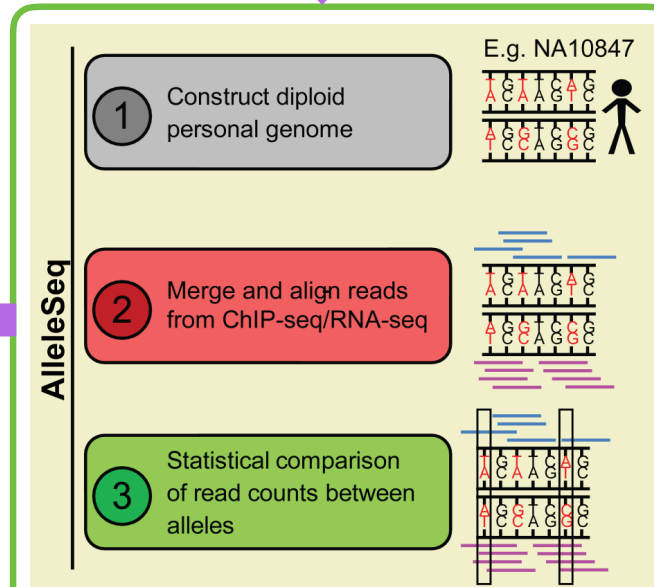 E.g. NA10847
AlleleSeq
1
Construct diploid
personal genome
T G T T C A G
A C A A G T C
A G G T C C G
T C C A G G C
2
Merge and align reads
from ChIP-seq/RNA-seq
T G T T C A G
A C A A G T C
A G G T C C G
T C C A G G C
3
Statistical comparison
of read counts between
alleles
T G T T C A G
A C A A G T C
A G G T C C G
T C C A G G C